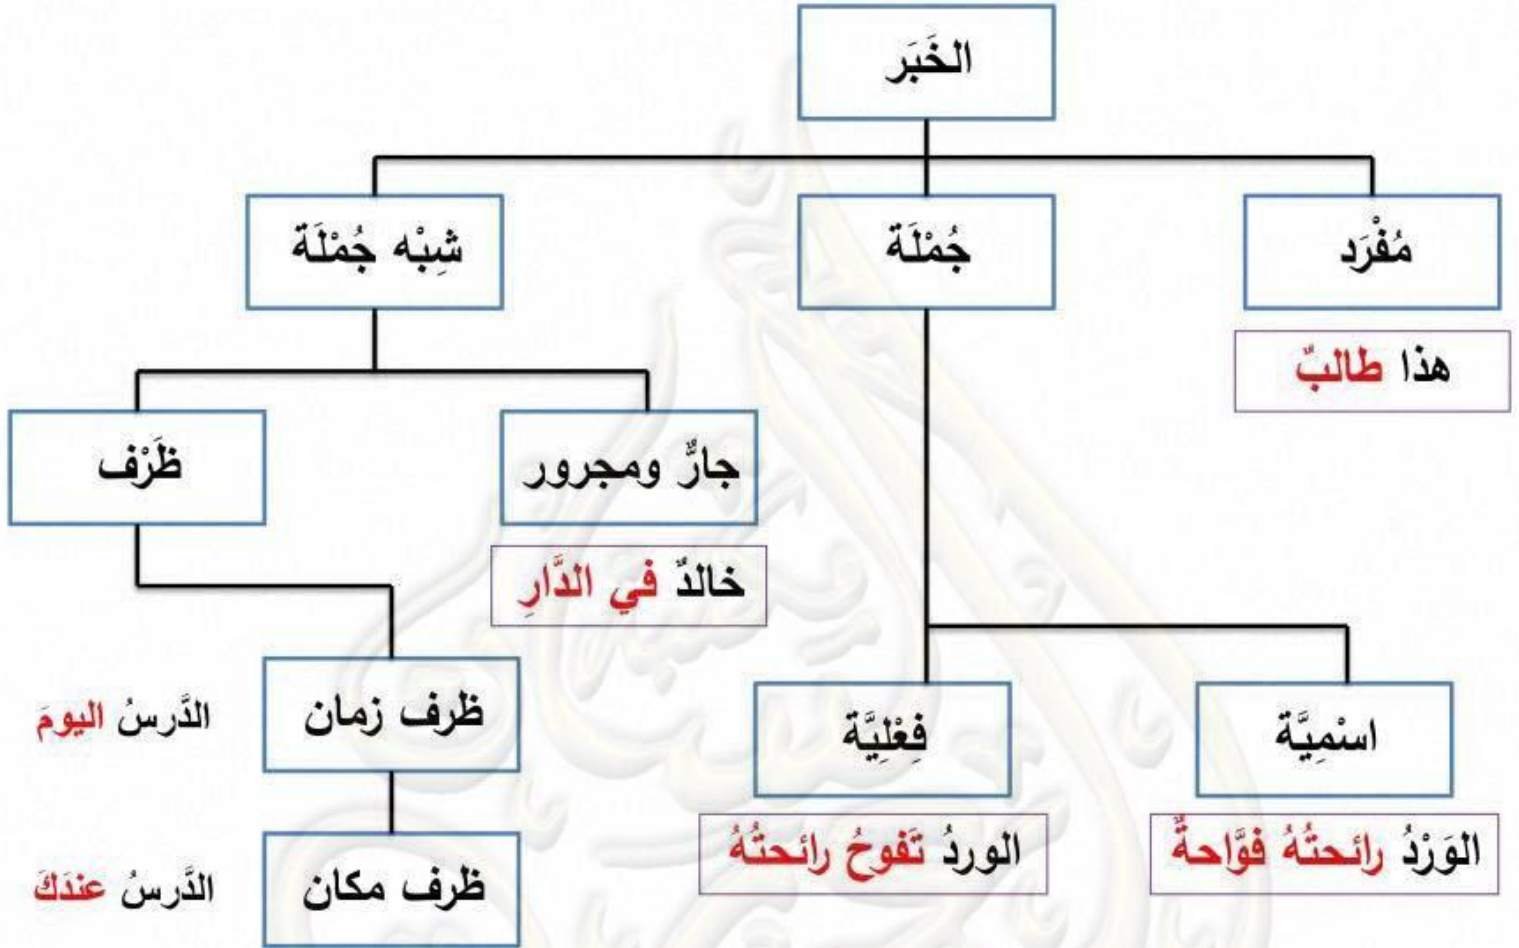 الخَبَر
مُفْرَد
جُمْلَة
شِبْه جُمْلَة
هذا طالبٌ
جارٌّ ومجرور
ظَرْف
خالدٌ في الدَّارِ
اسْمِيَّة
فِعْلِيَّة
ظرف زمان
الدَّرسُ اليومَ
الوَرْدُ رائحتُهُ فوَّاحةٌ
الوردُ تَفوحُ رائحتُهُ
ظرف مكان
الدَّرسُ عندَكَ